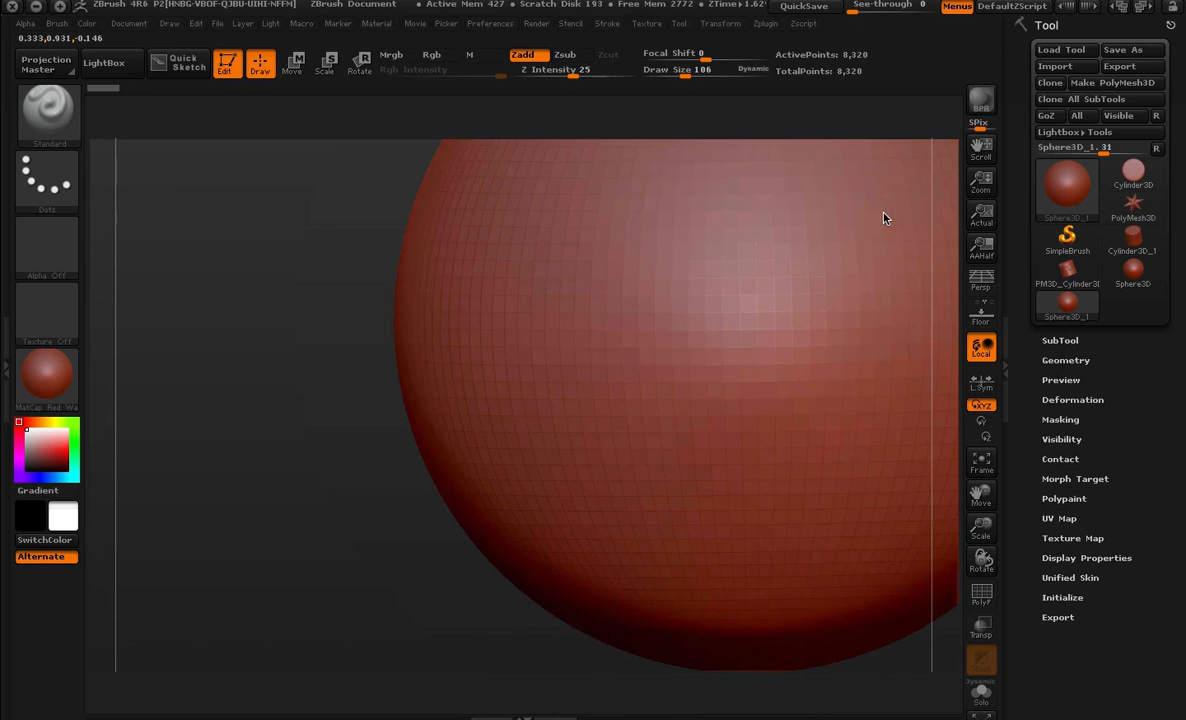 ZBrush 4R6 P2[HNBG-VBOF-QJBU-UIHI-NFFM] ZBrush Document • Active Mem 427 • Scratch Disk 193 • Free Mem 2772 • ZTime▸1.62 QuickSave See-through 0 Menus DefaultZScript
Alpha Brush Color Document Draw Edit File Layer Light Macro Marker Material Movie Picker Preferences Render Stencil Stroke Texture Tool Transform Zplugin Zscript
0.333,0.931,-0.146
Projection Master
LightBox
Quick Sketch
Edit
Draw
Move
Scale
Rotate
Mrgb Rgb M
Rgb Intensity
Zadd Zsub Zcut
Z Intensity 25
Focal Shift 0
Draw Size 106 Dynamic
ActivePoints: 8,320
TotalPoints: 8,320
Standard
Dots
Alpha Off
Texture Off
MatCap Red Wa
Gradient
SwitchColor
Alternate
BPR
SPix
Scroll
Zoom
Actual
AAHalf
Persp
Floor
Local
L.Sym
XYZ
Y
Z
Frame
Move
Scale
Rotate
PolyF
Transp
Dynamic
Solo
Tool
Load Tool Save As
Import Export
Clone Make PolyMesh3D
Clone All SubTools
GoZ All Visible R
Lightbox▸Tools
Sphere3D_1. 31 R
Sphere3D_1
Cylinder3D
PolyMesh3D
SimpleBrush
Cylinder3D_1
PM3D_Cylinder3D
Sphere3D
Sphere3D_1
SubTool
Geometry
Preview
Deformation
Masking
Visibility
Contact
Morph Target
Polypaint
UV Map
Texture Map
Display Properties
Unified Skin
Initialize
Export